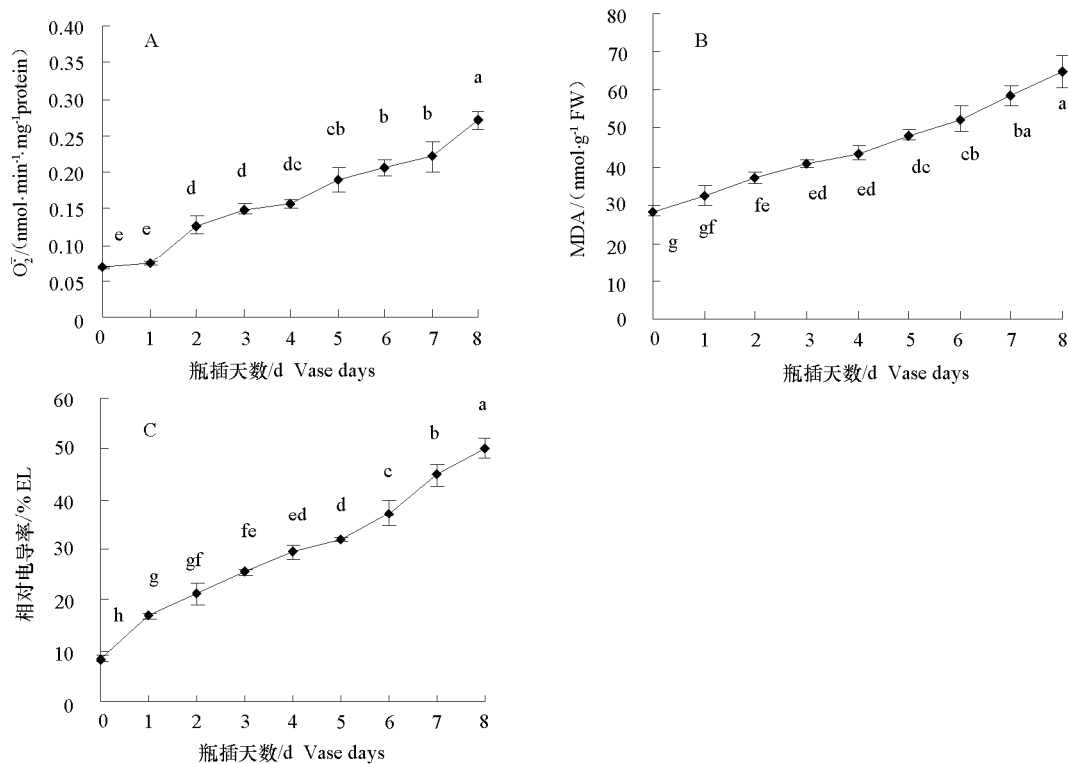 A
O₂·⁻/(nmol·min⁻¹·mg⁻¹protein)
0.40
0.35
0.30
0.25
0.20
0.15
0.10
0.05
0
e e d d dc cb b b a
0 1 2 3 4 5 6 7 8
瓶插天数/d Vase days
B
MDA/(nmol·g⁻¹ FW)
80
70
60
50
40
30
20
10
0
g gf fe ed ed dc cb ba a
0 1 2 3 4 5 6 7 8
瓶插天数/d Vase days
C
相对电导率/% EL
60
50
40
30
20
10
0
h g gf fe ed d c b a
0 1 2 3 4 5 6 7 8
瓶插天数/d Vase days